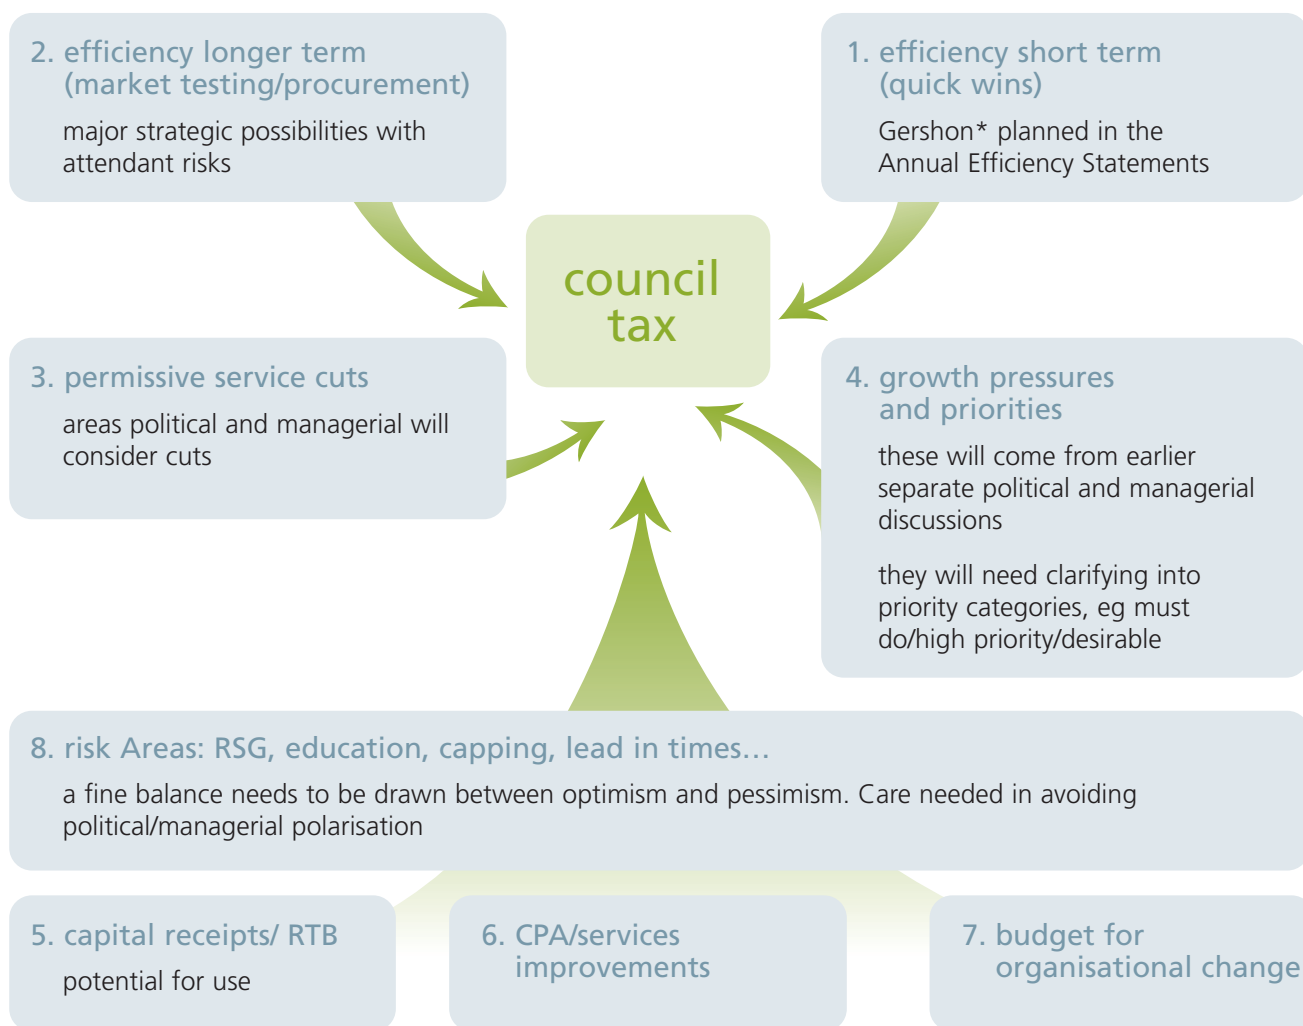 2. efficiency longer term
(market testing/procurement)
major strategic possibilities with
attendant risks
1. efficiency short term
(quick wins)
Gershon* planned in the
Annual Efficiency Statements
council
tax
3. permissive service cuts
areas political and managerial will
consider cuts
4. growth pressures
and priorities
these will come from earlier
separate political and managerial
discussions
they will need clarifying into
priority categories, eg must
do/high priority/desirable
8. risk Areas: RSG, education, capping, lead in times...
a fine balance needs to be drawn between optimism and pessimism. Care needed in avoiding
political/managerial polarisation
5. capital receipts/ RTB
potential for use
6. CPA/services
improvements
7. budget for
organisational change